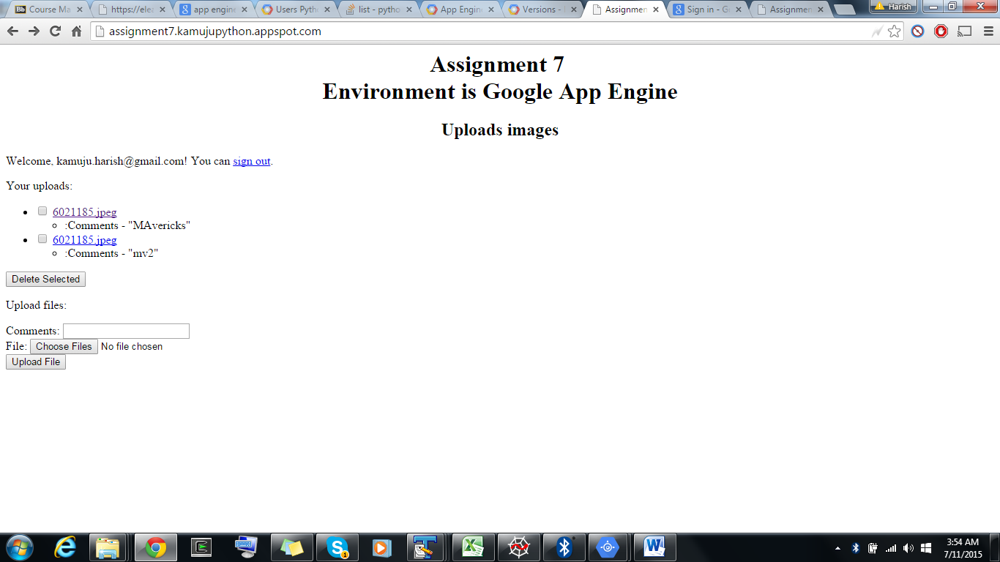 Course Ma
https://elea
app engine
Users Pyth
list - pytho
App Engin
Versions -
Assignmen
Sign in - Go
Assignmen
Harish
assignment7.kamujupython.appspot.com
Assignment 7
Environment is Google App Engine
Uploads images
Welcome, kamuju.harish@gmail.com! You can sign out.
Your uploads:
6021185.jpeg
:Comments - "MAvericks"
6021185.jpeg
:Comments - "mv2"
Delete Selected
Upload files:
Comments:
File: Choose Files No file chosen
Upload File
3:54 AM
7/11/2015